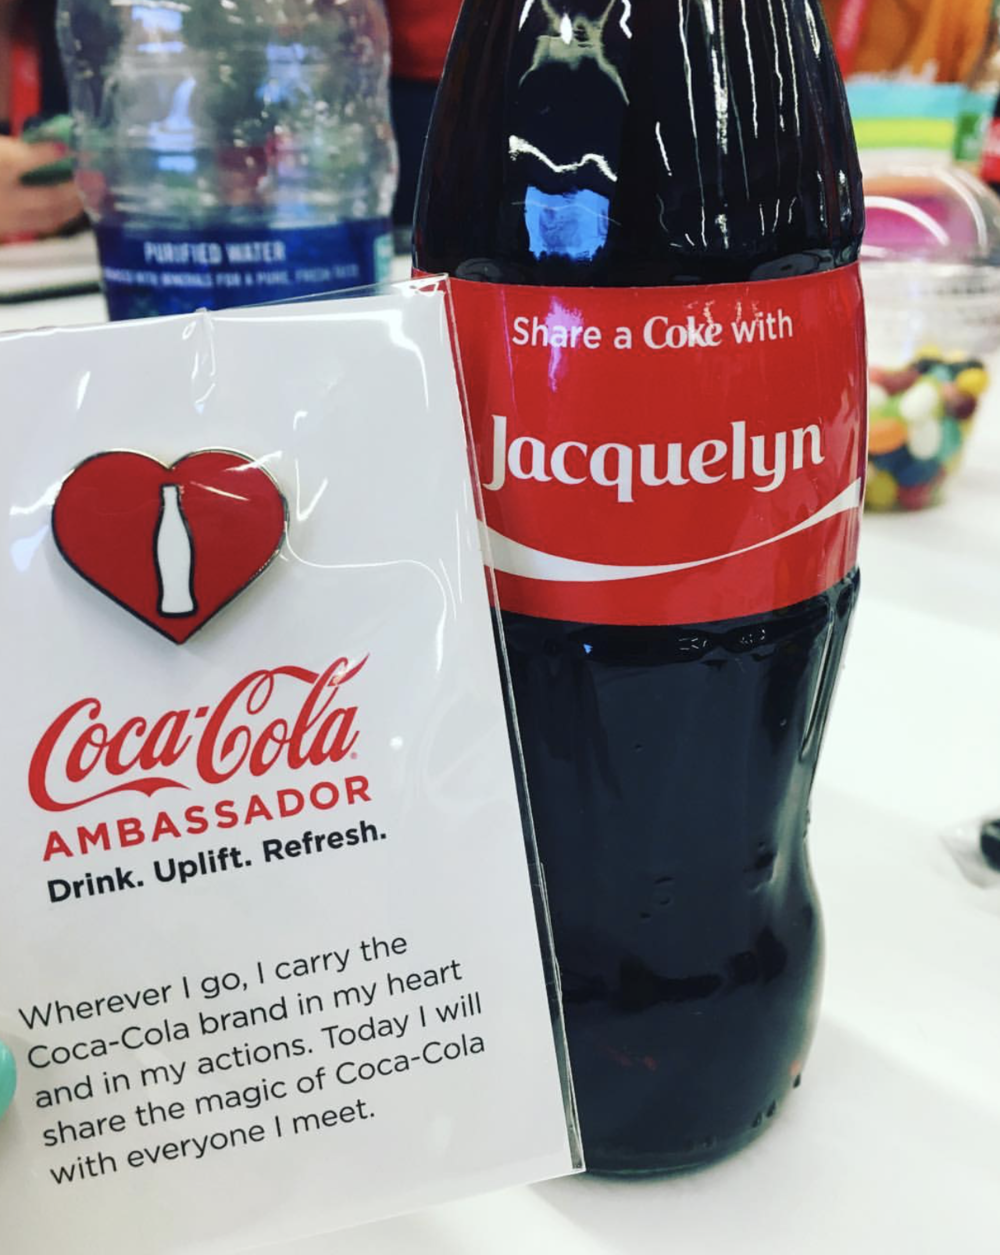 PURIFIED WATER
Share a Coke with
Jacquelyn
Coca-Cola
AMBASSADOR
Drink. Uplift. Refresh.
Wherever I go, I carry the
Coca-Cola brand in my heart
and in my actions. Today I will
share the magic of Coca-Cola
with everyone I meet.